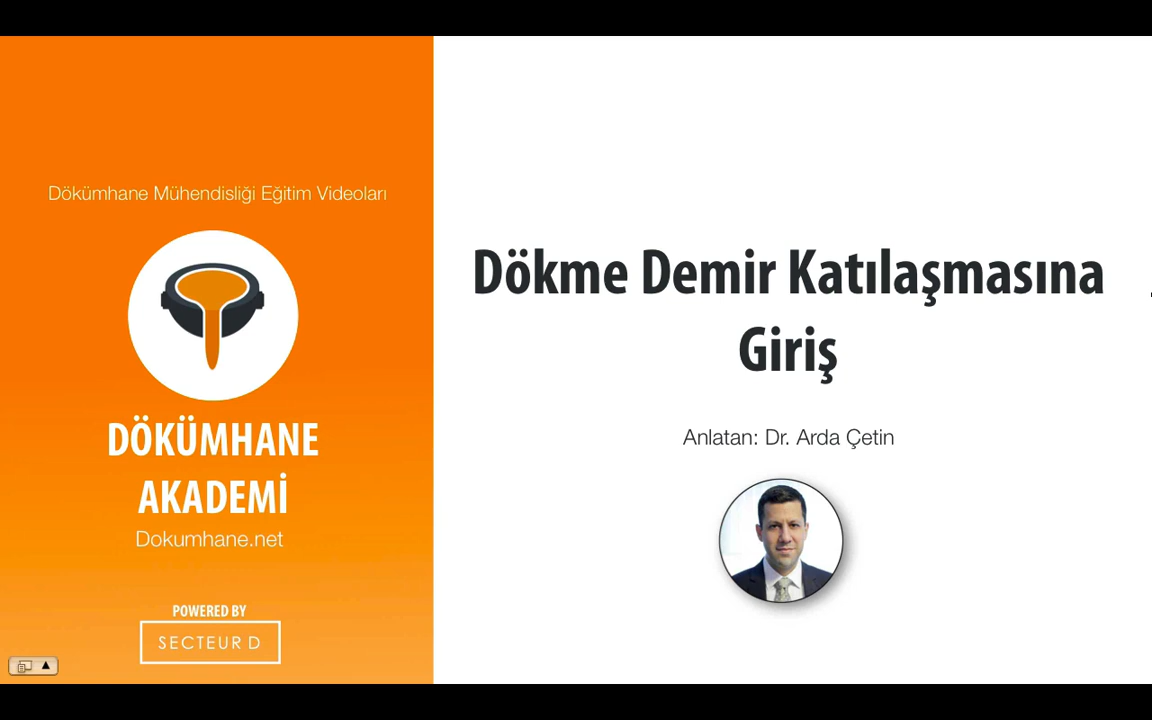 Dökümhane Mühendisliği Eğitim Videoları
DÖKÜMHANE
AKADEMİ
Dokumhane.net
POWERED BY
SECTEUR D
Dökme Demir Katılaşmasına
Giriş
Anlatan: Dr. Arda Çetin